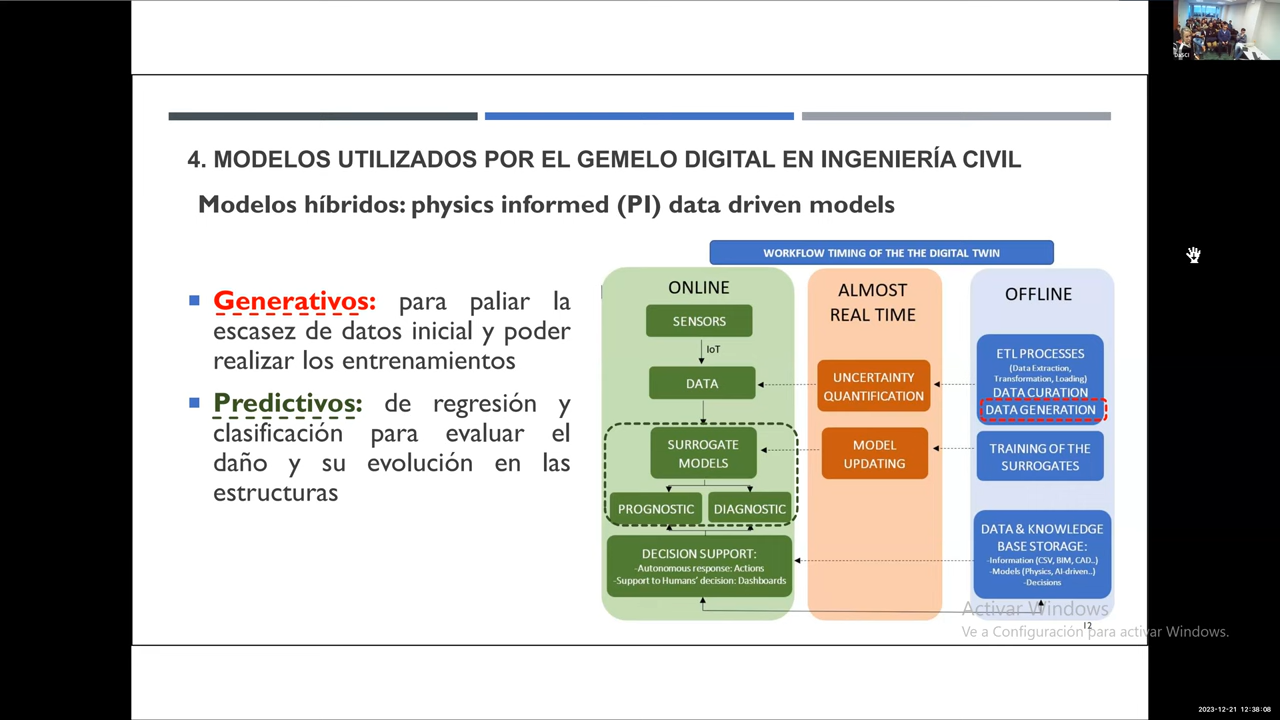 4. MODELOS UTILIZADOS POR EL GEMELO DIGITAL EN INGENIERÍA CIVIL
Modelos híbridos: physics informed (PI) data driven models
Generativos: para paliar la
escasez de datos inicial y poder
realizar los entrenamientos
Predictivos: de regresión y
clasificación para evaluar el
daño y su evolución en las
estructuras
WORKFLOW TIMING OF THE THE DIGITAL TWIN
ONLINE
SENSORS
IoT
DATA
SURROGATE
MODELS
PROGNOSTIC
DIAGNOSTIC
DECISION SUPPORT:
-Autonomous response: Actions
-Support to Humans' decision: Dashboards
ALMOST
REAL TIME
UNCERTAINTY
QUANTIFICATION
MODEL
UPDATING
OFFLINE
ETL PROCESSES
(Data Extraction,
Transformation, Loading)
DATA CURATION
DATA GENERATION
TRAINING OF THE
SURROGATES
DATA & KNOWLEDGE
BASE STORAGE:
-Information (CSV, BIM, CAD..)
-Models (Physics, AI-driven..)
-Decisions
12
Activar Windows
Ve a Configuración para activar Windows.
2023-12-21 12:38:08